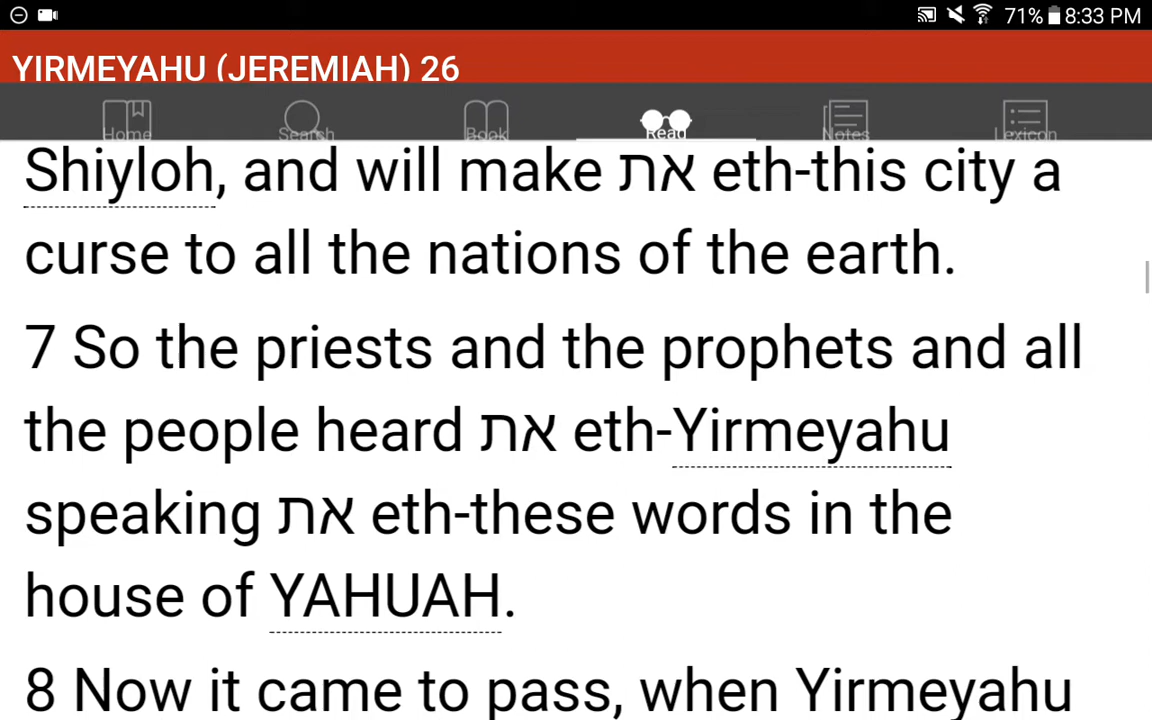 71% 8:33 PM
YIRMEYAHU (JEREMIAH) 26
Home Search Book Read Notes Lexicon
Shiyloh, and will make את eth-this city a
curse to all the nations of the earth.
7 So the priests and the prophets and all
the people heard את eth-Yirmeyahu
speaking את eth-these words in the
house of YAHUAH.
8 Now it came to pass, when Yirmeyahu